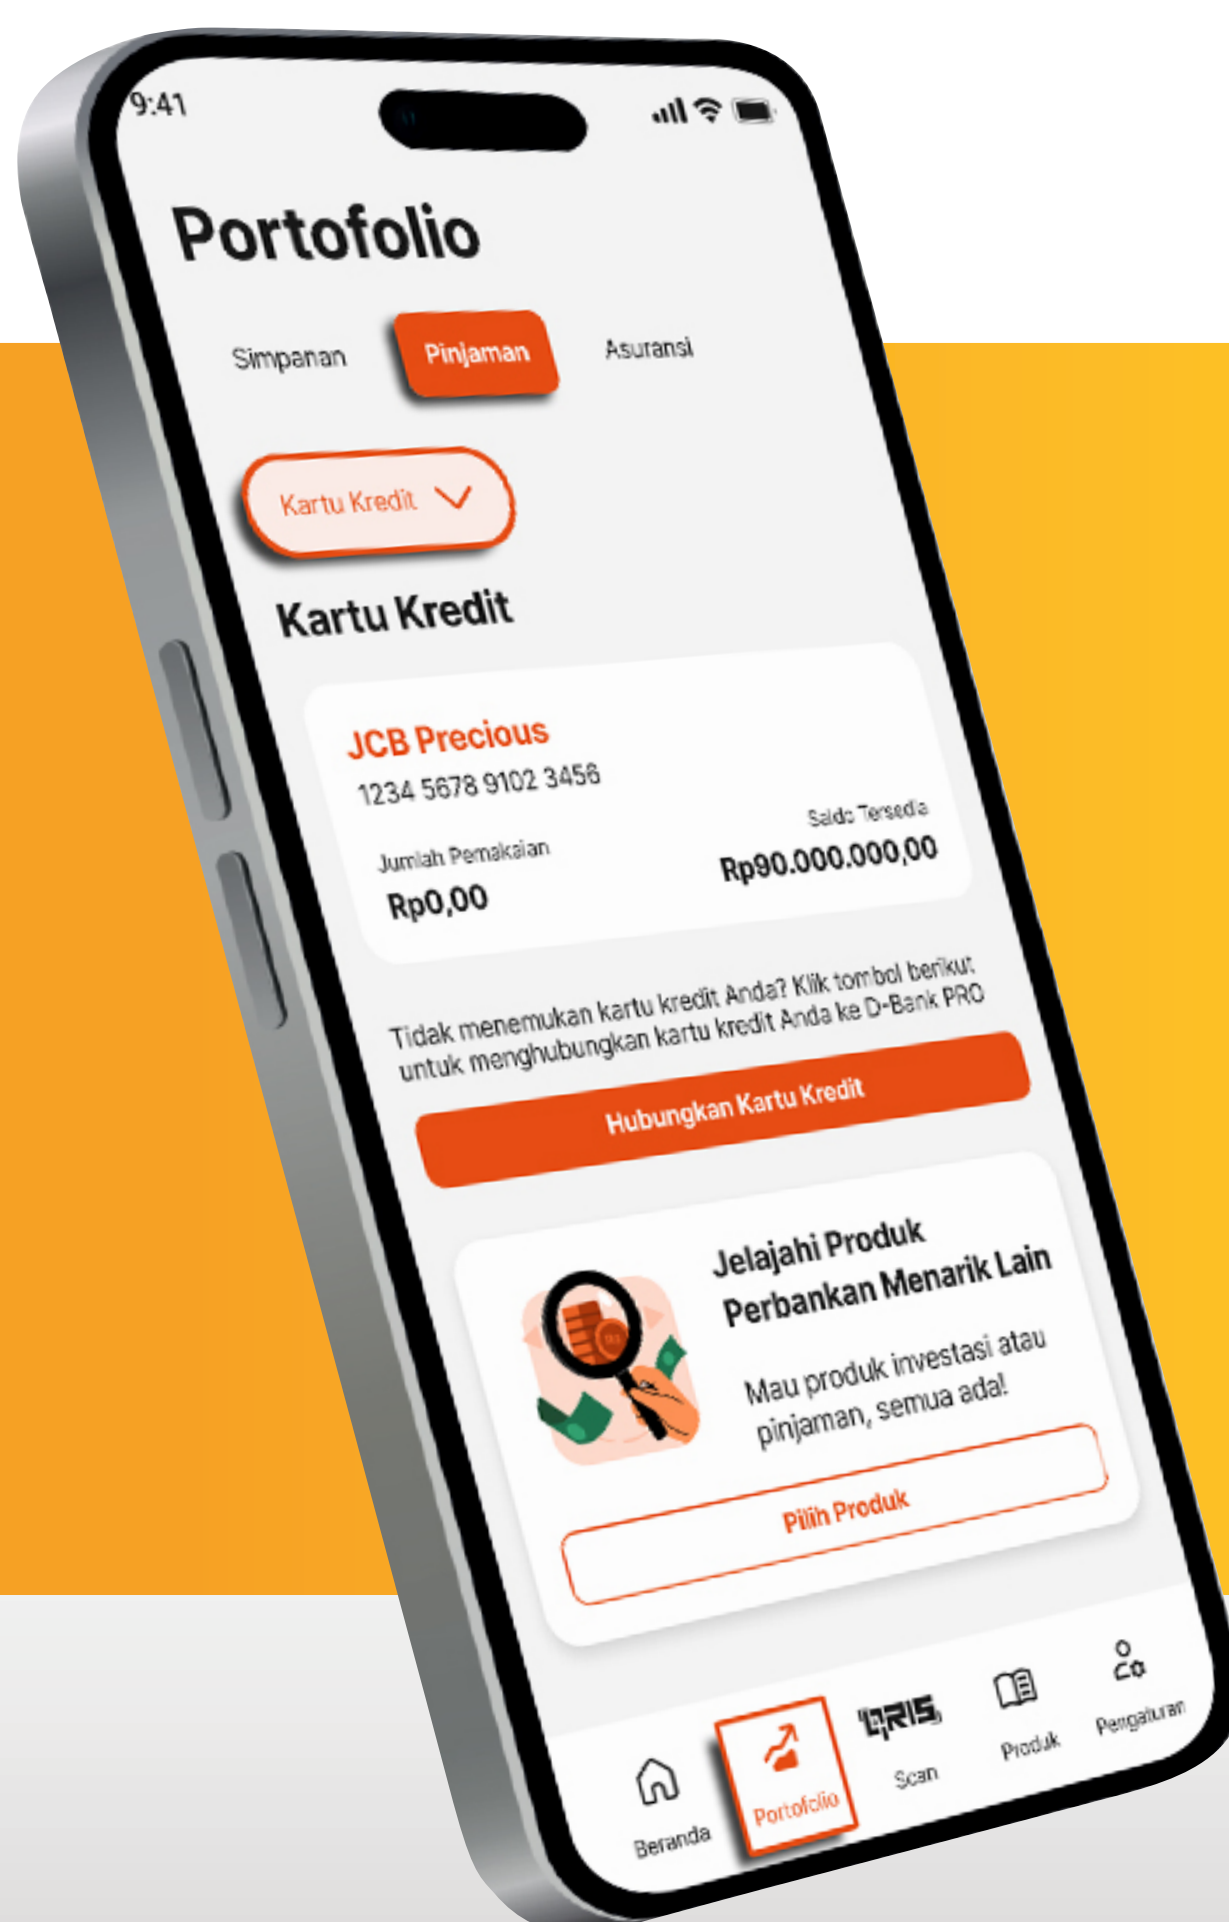 9:41
Portofolio
Simpanan
Pinjaman
Asuransi
Kartu Kredit
Kartu Kredit
JCB Precious
1234 5678 9102 3456
Jumlah Pemakaian
Saldo Tersedia
Rp0,00
Rp90.000.000,00
Tidak menemukan kartu kredit Anda? Klik tombol berikut
untuk menghubungkan kartu kredit Anda ke D-Bank PRO
Hubungkan Kartu Kredit
Jelajahi Produk
Perbankan Menarik Lain
Mau produk investasi atau
pinjaman, semua ada!
Pilih Produk
QRIS
Beranda
Portofolio
Scan
Produk
Pengaturan